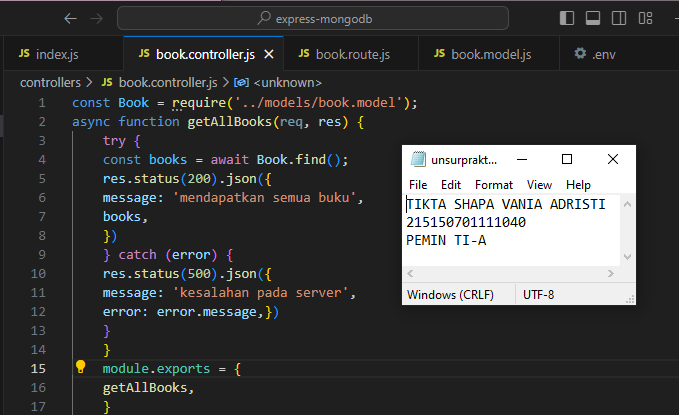 express-mongodb
JS index.js
JS book.controller.js
JS book.route.js
JS book.model.js
.env
controllers > JS book.controller.js > <unknown>
1 const Book = require('../models/book.model');
2 async function getAllBooks(req, res) {
3 try {
4 const books = await Book.find();
5 res.status(200).json({
6 message: 'mendapatkan semua buku',
7 books,
8 })
9 } catch (error) {
10 res.status(500).json({
11 message: 'kesalahan pada server',
12 error: error.message,})
13 }
14 }
15 module.exports = {
16 getAllBooks,
17 }
unsurprakt...
File Edit Format View Help
TIKTA SHAPA VANIA ADRISTI
215150701111040
PEMIN TI-A
Windows (CRLF) UTF-8